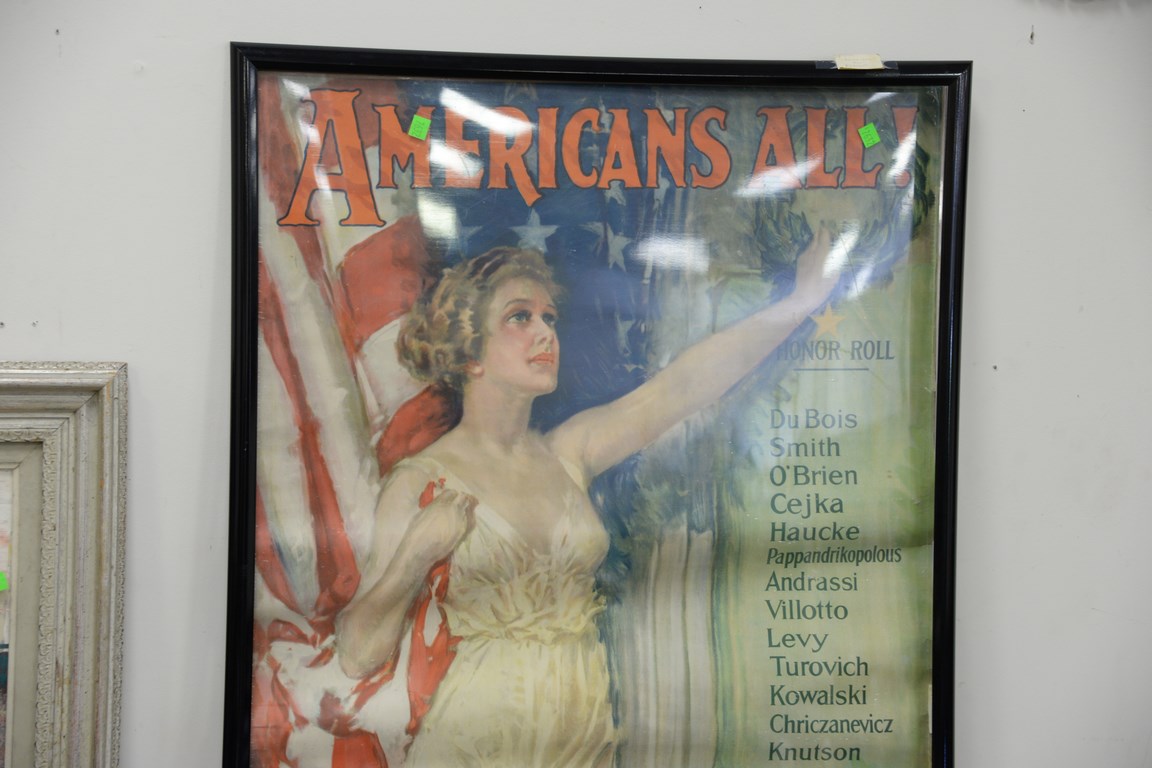 AMERICANS ALL!
HONOR ROLL
Du Bois
Smith
O'Brien
Cejka
Haucke
Pappandrikopolous
Andrassi
Villotto
Levy
Turovich
Kowalski
Chriczanevicz
Knutson